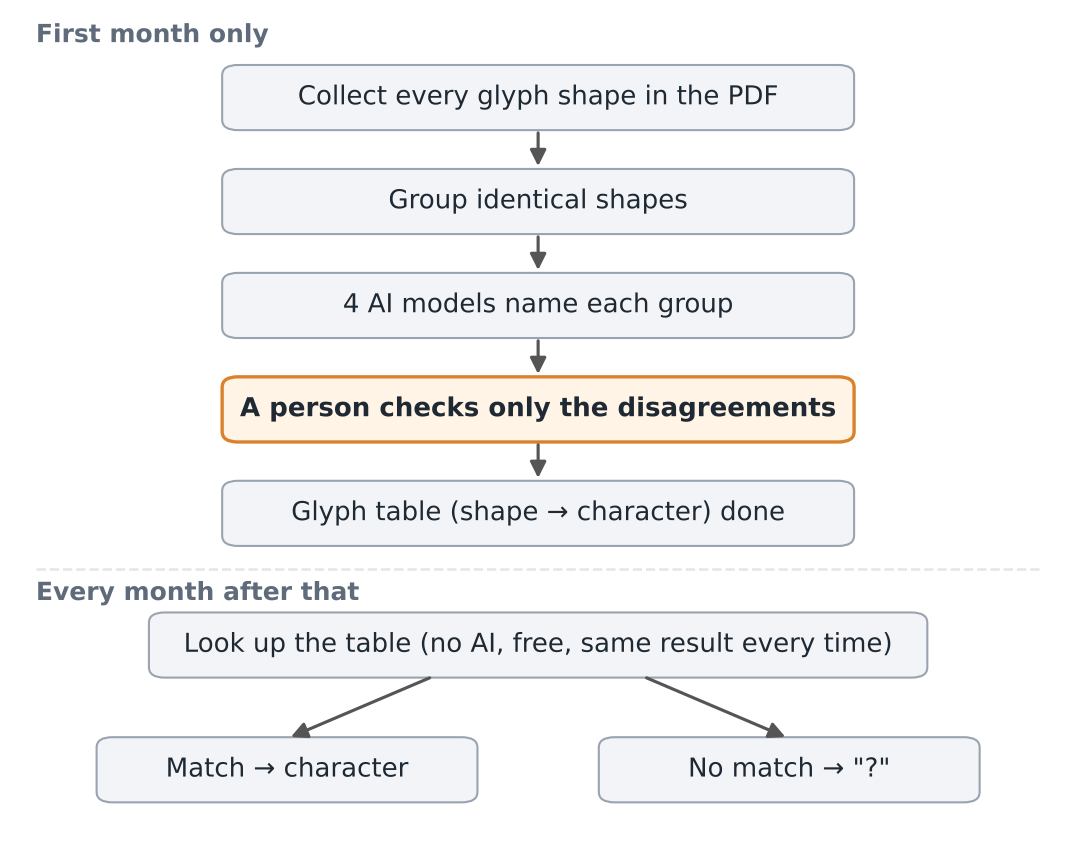 First month only
Collect every glyph shape in the PDF
Group identical shapes
4 AI models name each group
A person checks only the disagreements
Glyph table (shape → character) done
Every month after that
Look up the table (no AI, free, same result every time)
Match → character
No match → "?"